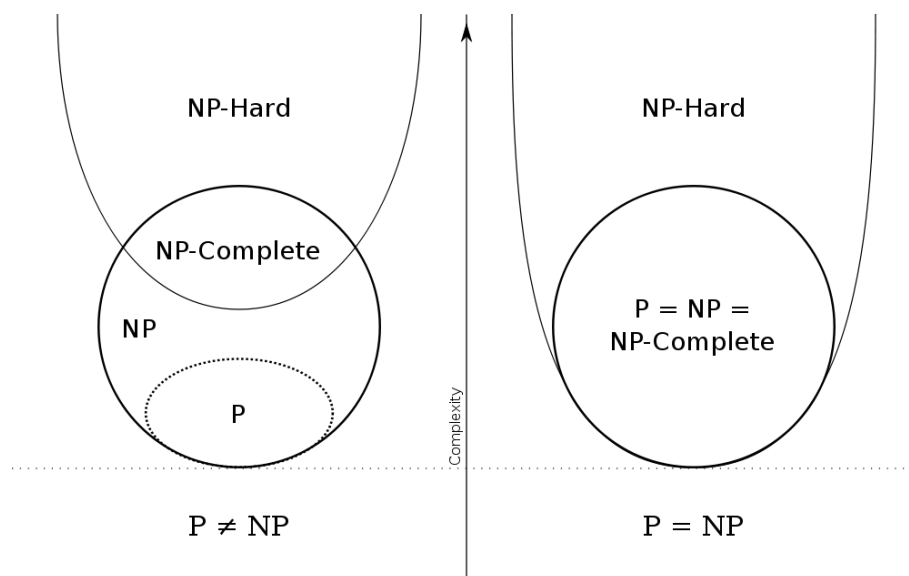 NP-Hard
NP-Complete
NP
P
P ≠ NP
Complexity
NP-Hard
P = NP =
NP-Complete
P = NP